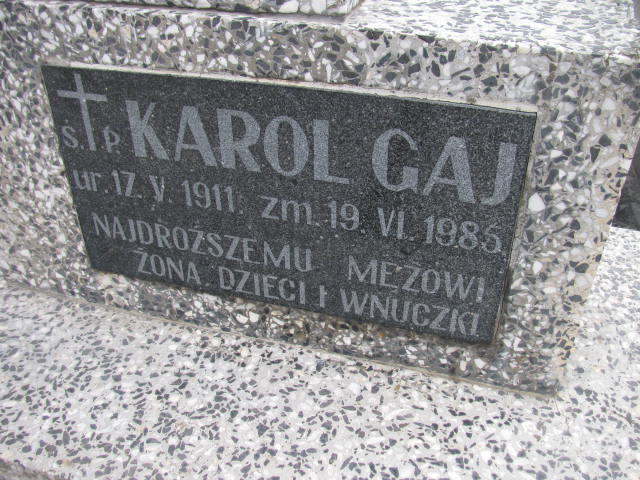 Ś.P. KAROL GAJ
ur. 17. V. 1911. zm. 19. VI. 1985.
NAJDROŻSZEMU MĘŻOWI
ŻONA DZIECI I WNUCZKI